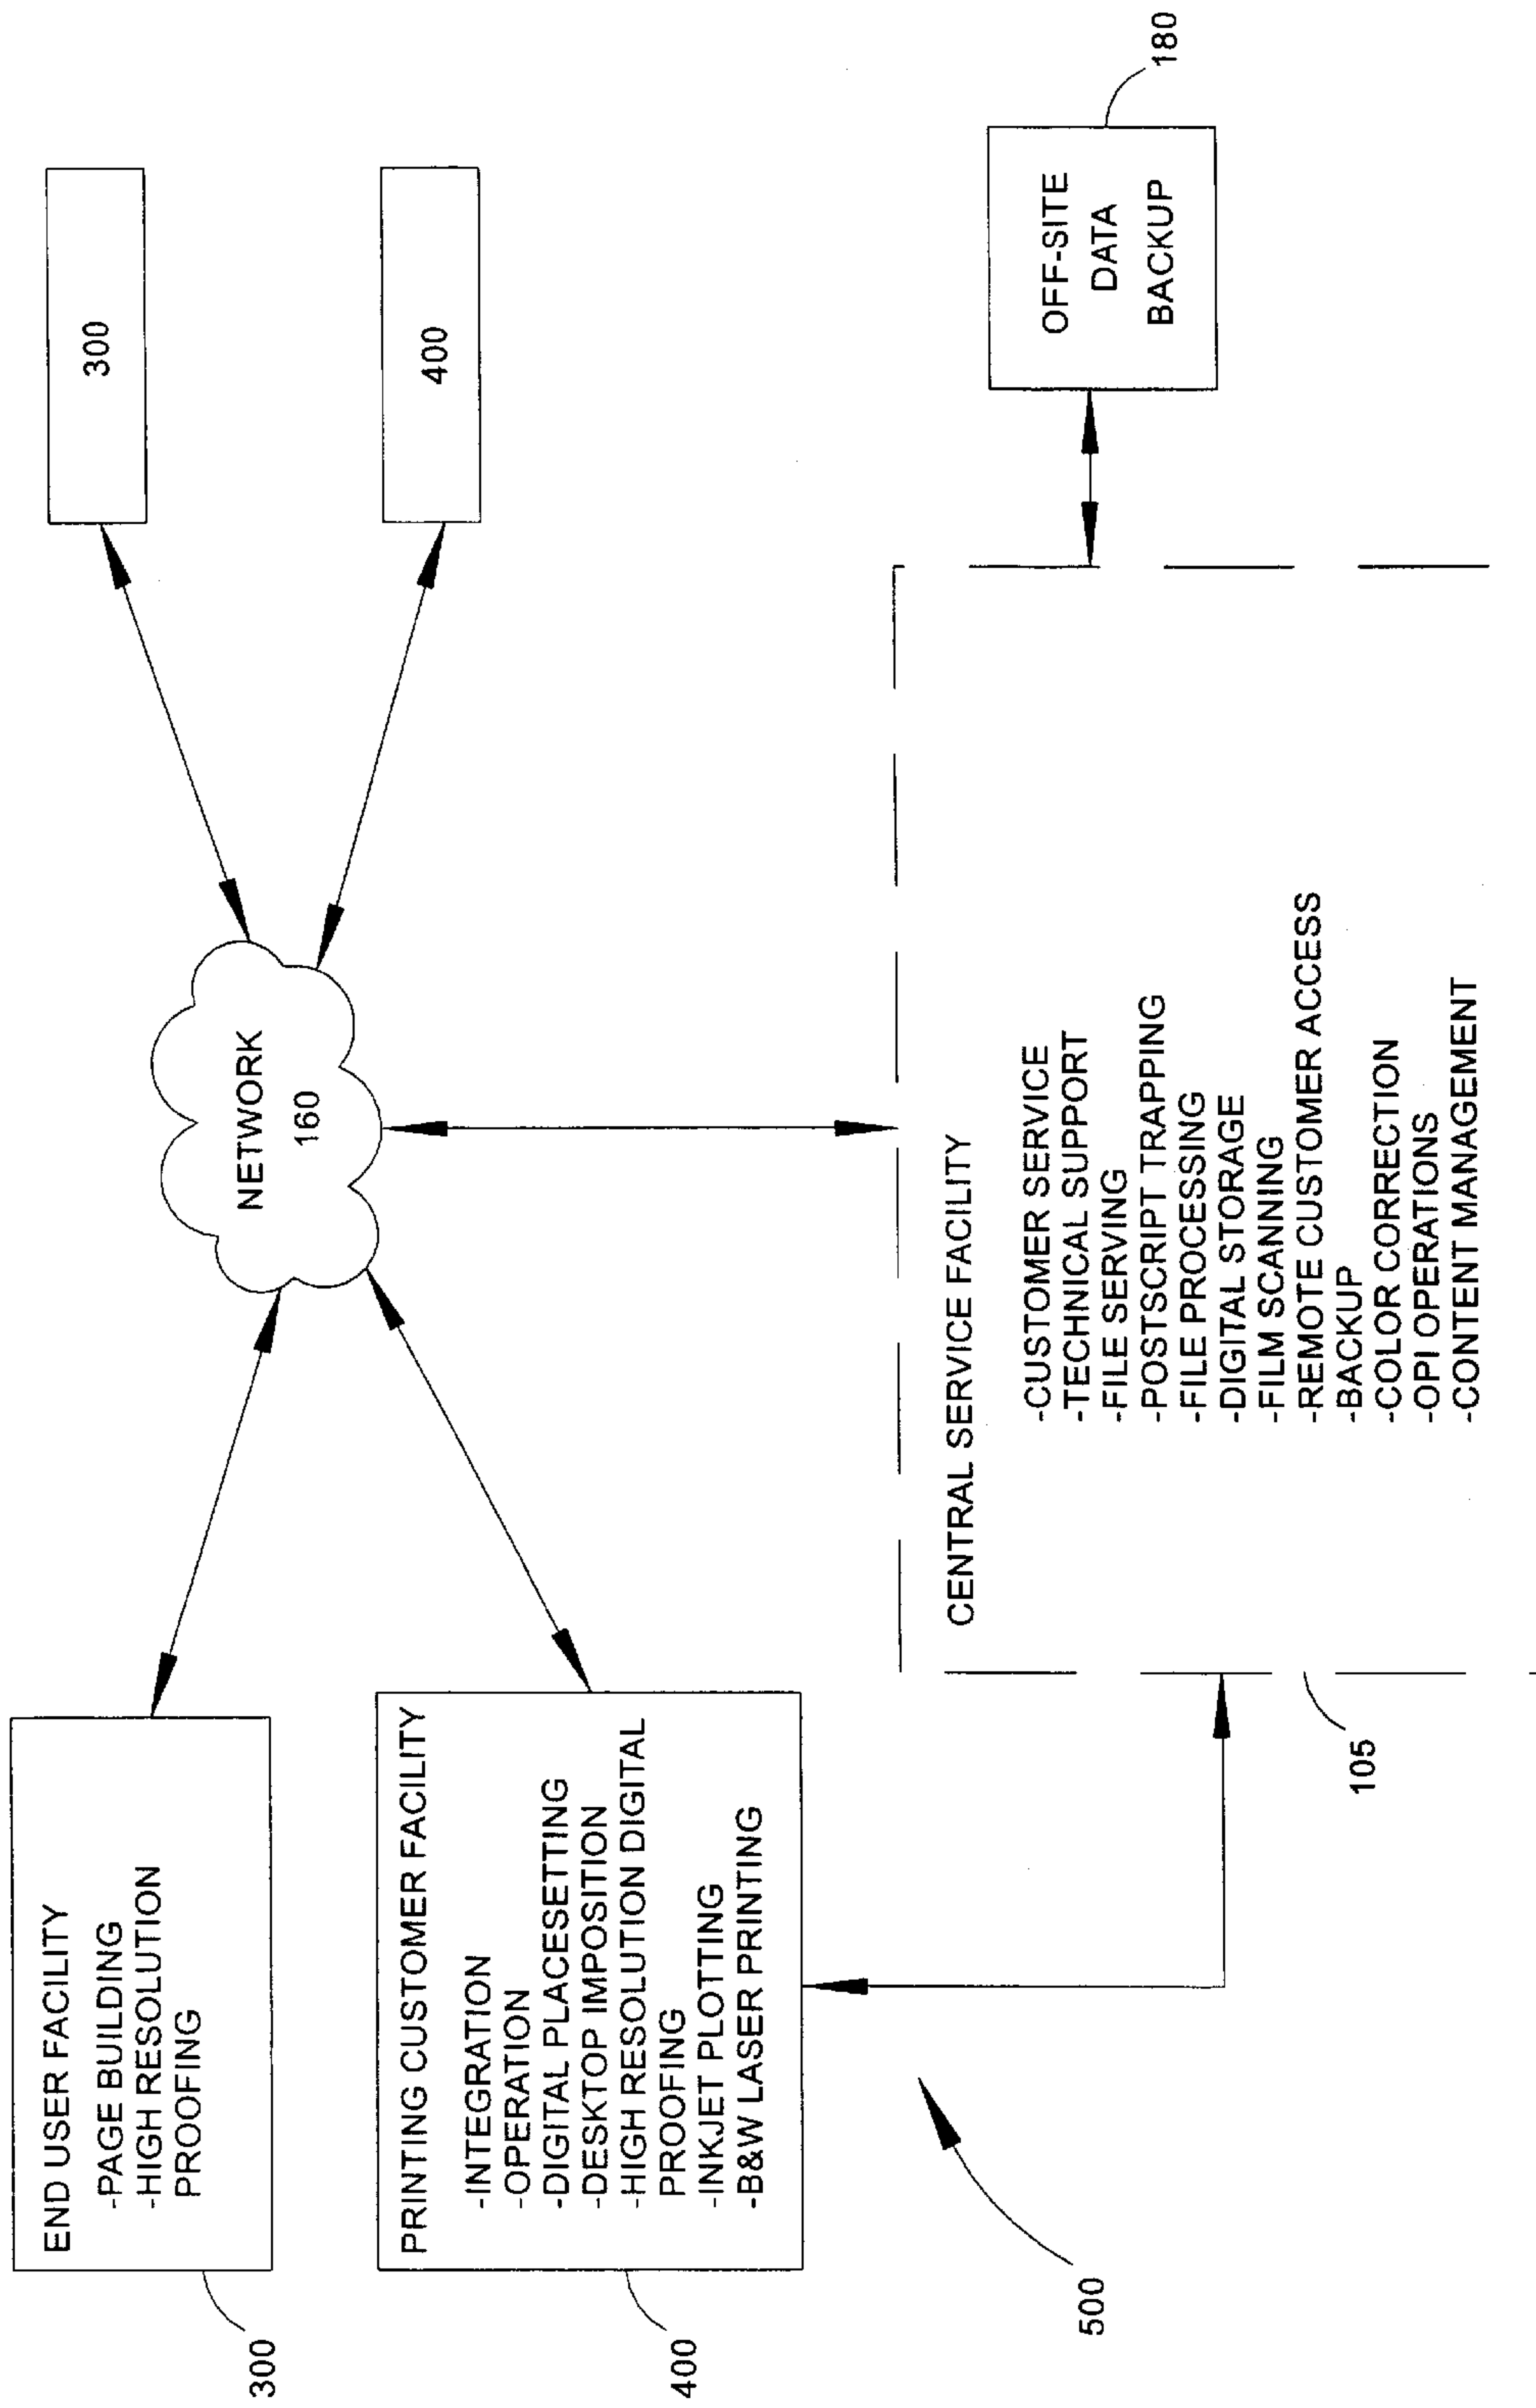 END USER FACILITY
-PAGE BUILDING
-HIGH RESOLUTION
PROOFING
300
NETWORK
160
300
400
PRINTING CUSTOMER FACILITY
-INTEGRATION
-OPERATION
-DIGITAL PLACESETTING
-DESKTOP IMPOSITION
-HIGH RESOLUTION DIGITAL
PROOFING
-INKJET PLOTTING
-B&W LASER PRINTING
400
500
CENTRAL SERVICE FACILITY
-CUSTOMER SERVICE
-TECHNICAL SUPPORT
-FILE SERVING
-POSTSCRIPT TRAPPING
-FILE PROCESSING
-DIGITAL STORAGE
-FILM SCANNING
-REMOTE CUSTOMER ACCESS
-BACKUP
-COLOR CORRECTION
-OPI OPERATIONS
-CONTENT MANAGEMENT
105
OFF-SITE
DATA
BACKUP
180